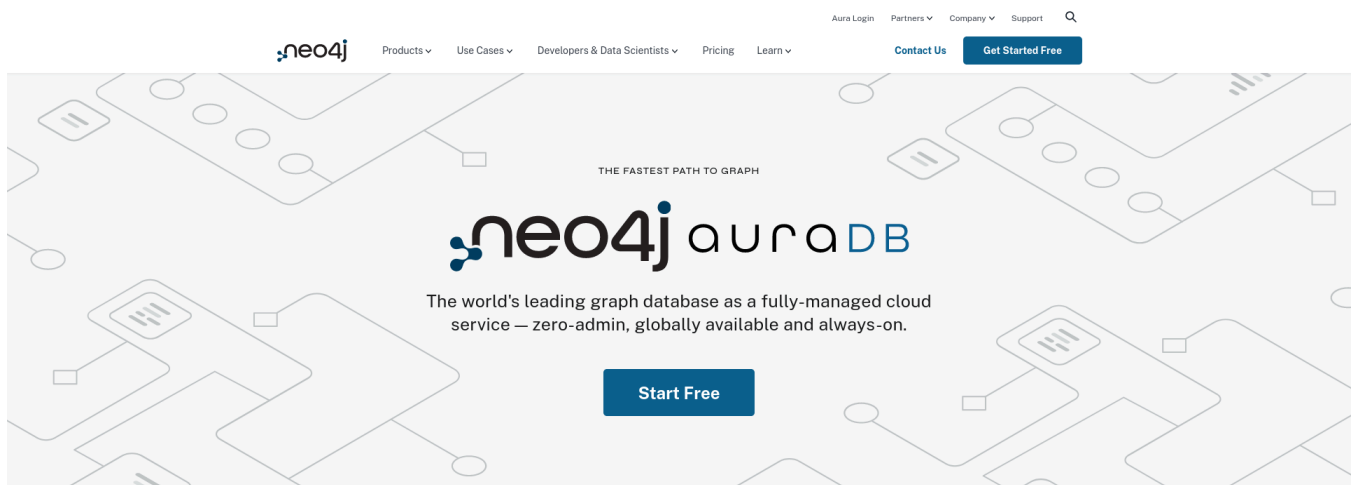 Aura Login Partners Company Support
neo4j Products Use Cases Developers & Data Scientists Pricing Learn Contact Us Get Started Free
THE FASTEST PATH TO GRAPH
neo4j auraDB
The world's leading graph database as a fully-managed cloud
service — zero-admin, globally available and always-on.
Start Free